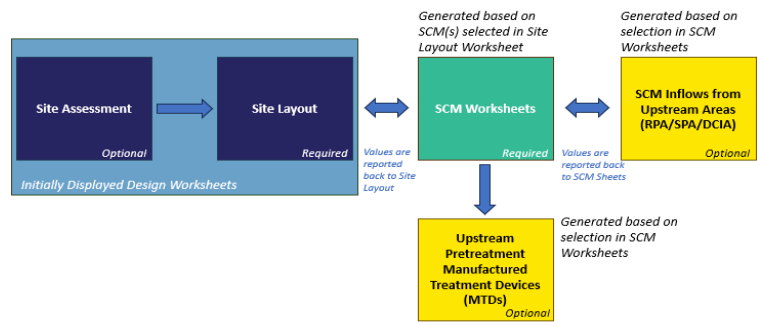 Generated based on
SCM(s) selected in Site
Layout Worksheet
Generated based on
selection in SCM
Worksheets
Site Assessment
Optional
Site Layout
Required
Initially Displayed Design Worksheets
Values are
reported
back to Site
Layout
SCM Worksheets
Required
Values are
reported back
to SCM Sheets
SCM Inflows from
Upstream Areas
(RPA/SPA/DCIA)
Optional
Upstream
Pretreatment
Manufactured
Treatment Devices
(MTDs)
Optional
Generated based on
selection in SCM
Worksheets